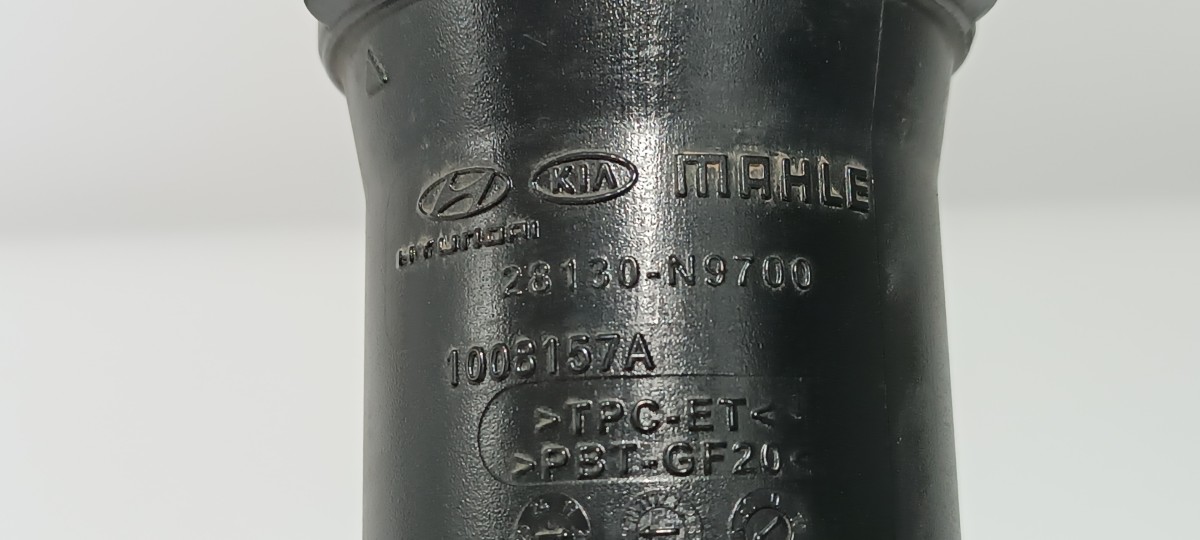 KIA MAHLE
HYUNDAI
28130-N9700
1008157A
>TPC-ET<
>PBT-GF20<